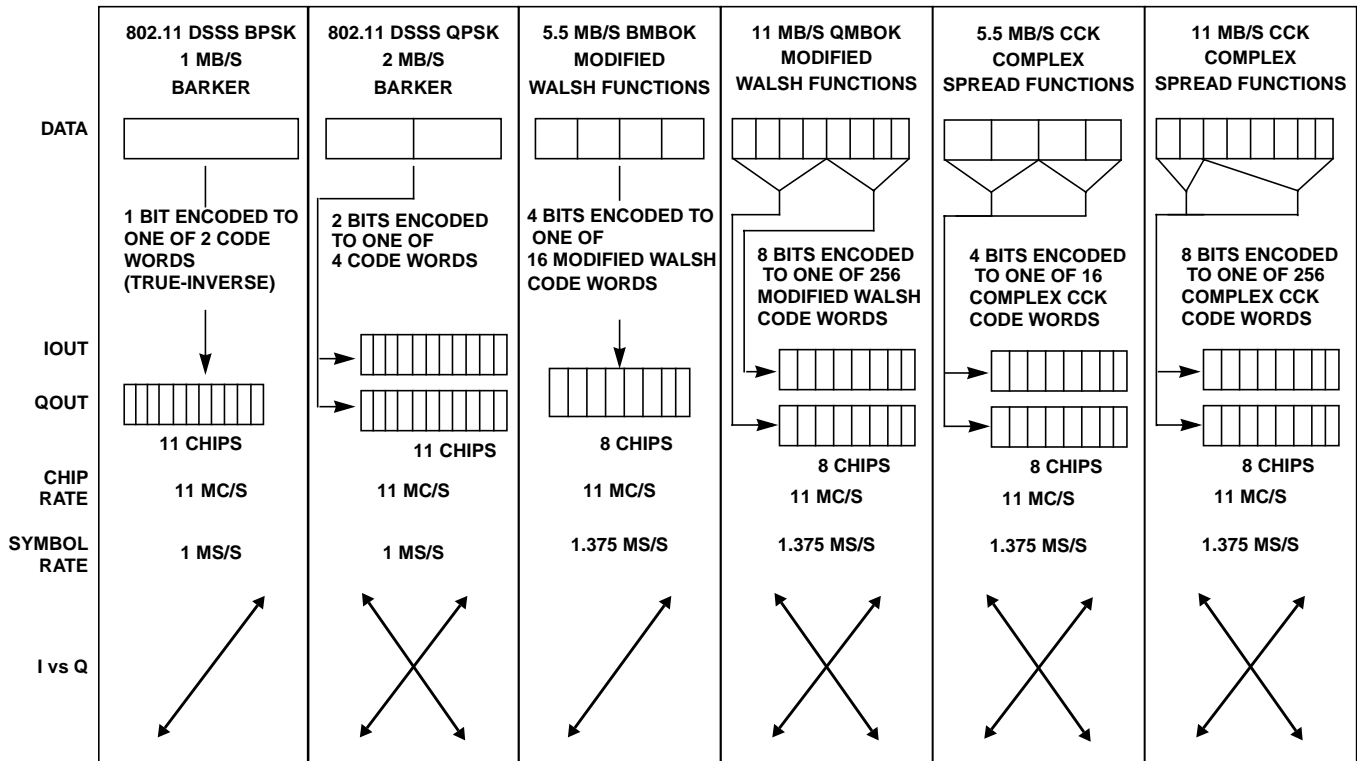 802.11 DSSS BPSK
1 MB/S
BARKER
802.11 DSSS QPSK
2 MB/S
BARKER
5.5 MB/S BMBOK
MODIFIED
WALSH FUNCTIONS
11 MB/S QMBOK
MODIFIED
WALSH FUNCTIONS
5.5 MB/S CCK
COMPLEX
SPREAD FUNCTIONS
11 MB/S CCK
COMPLEX
SPREAD FUNCTIONS
DATA
1 BIT ENCODED TO
ONE OF 2 CODE
WORDS
(TRUE-INVERSE)
2 BITS ENCODED
TO ONE OF
4 CODE WORDS
4 BITS ENCODED TO
ONE OF
16 MODIFIED WALSH
CODE WORDS
8 BITS ENCODED
TO ONE OF 256
MODIFIED WALSH
CODE WORDS
4 BITS ENCODED
TO ONE OF 16
COMPLEX CCK
CODE WORDS
8 BITS ENCODED
TO ONE OF 256
COMPLEX CCK
CODE WORDS
IOUT
QOUT
11 CHIPS
11 CHIPS
8 CHIPS
8 CHIPS
8 CHIPS
8 CHIPS
CHIP
RATE
11 MC/S
11 MC/S
11 MC/S
11 MC/S
11 MC/S
11 MC/S
SYMBOL
RATE
1 MS/S
1 MS/S
1.375 MS/S
1.375 MS/S
1.375 MS/S
1.375 MS/S
I vs Q